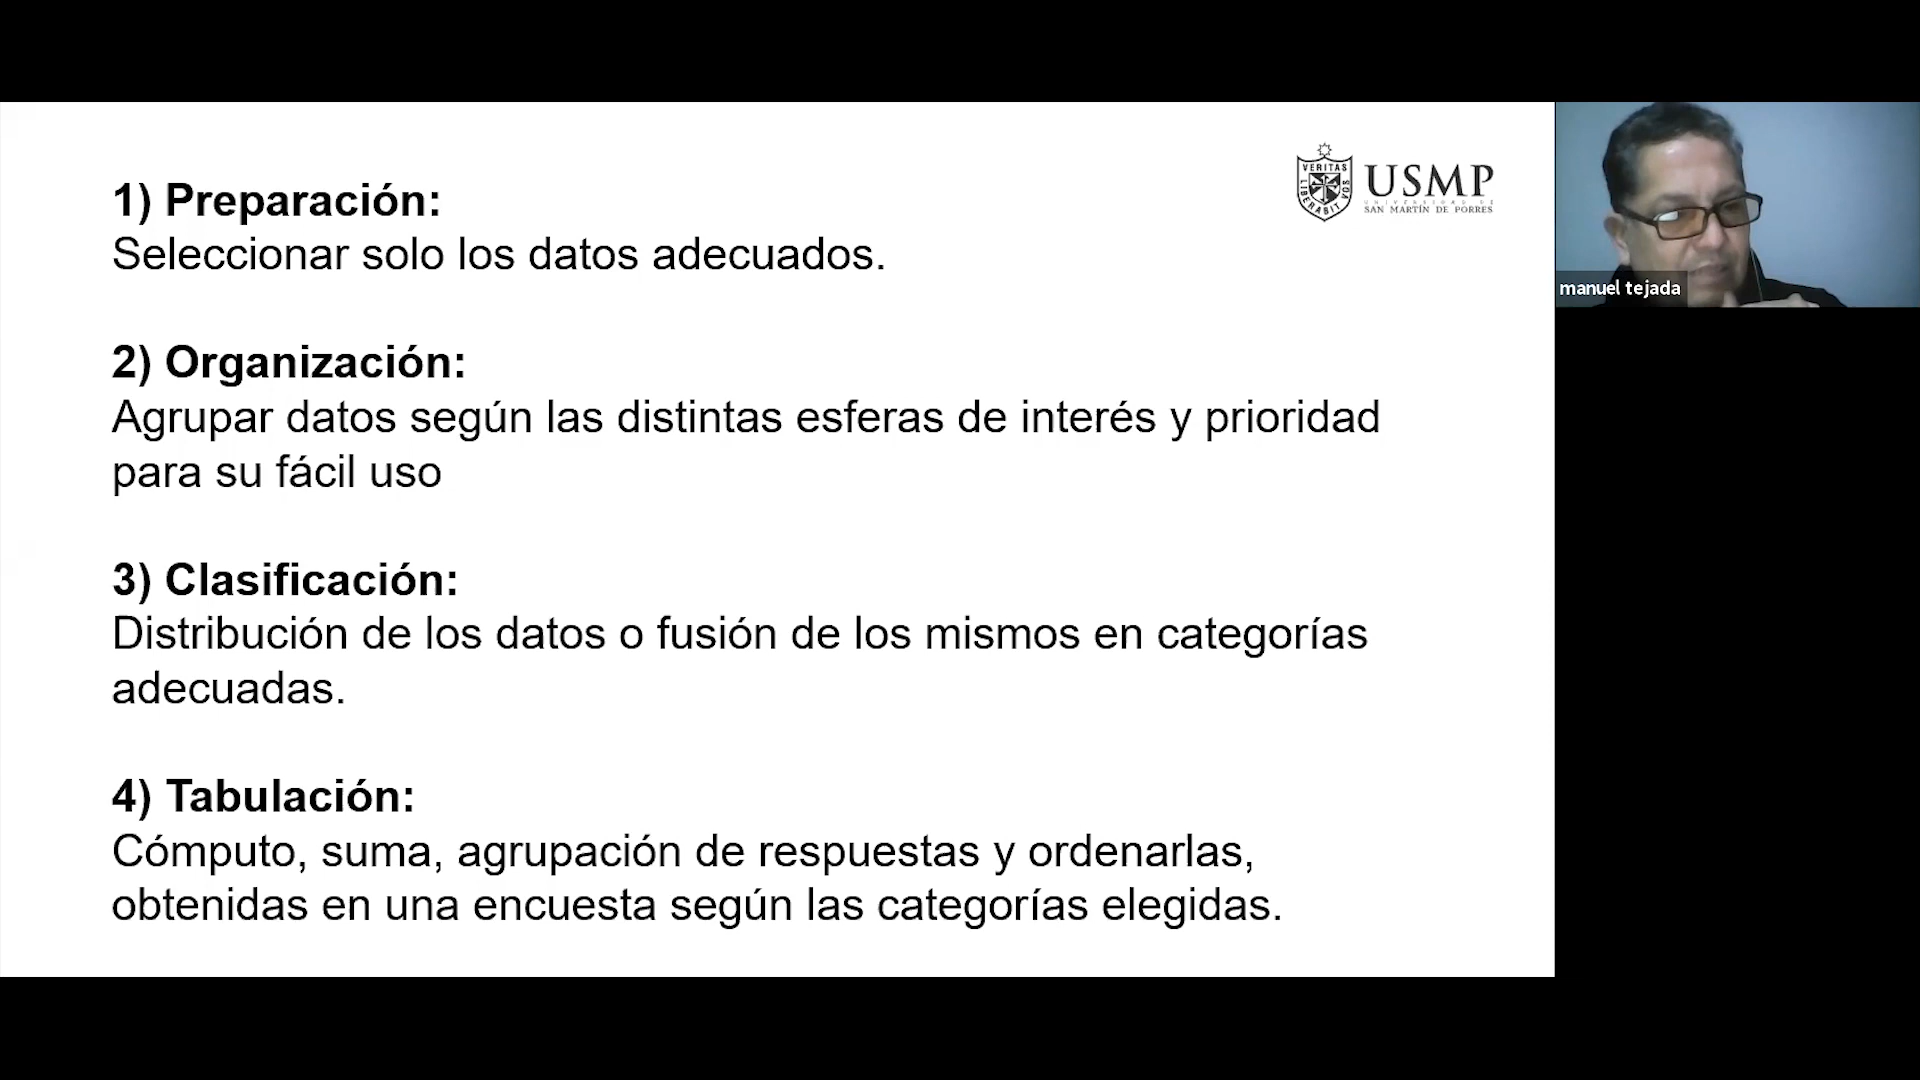 1) Preparación:
Seleccionar solo los datos adecuados.
2) Organización:
Agrupar datos según las distintas esferas de interés y prioridad
para su fácil uso
3) Clasificación:
Distribución de los datos o fusión de los mismos en categorías
adecuadas.
4) Tabulación:
Cómputo, suma, agrupación de respuestas y ordenarlas,
obtenidas en una encuesta según las categorías elegidas.
VERITAS
LIBERABIT VOS
USMP
UNIVERSIDAD DE
SAN MARTÍN DE PORRES
manuel tejada